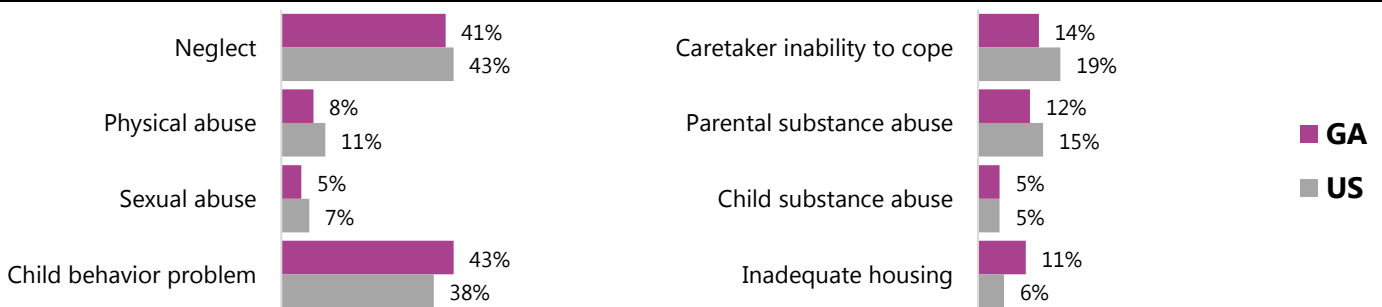 Neglect
41%
43%
Physical abuse
8%
11%
Sexual abuse
5%
7%
Child behavior problem
43%
38%
Caretaker inability to cope
14%
19%
Parental substance abuse
12%
15%
Child substance abuse
5%
5%
Inadequate housing
11%
6%
GA
US